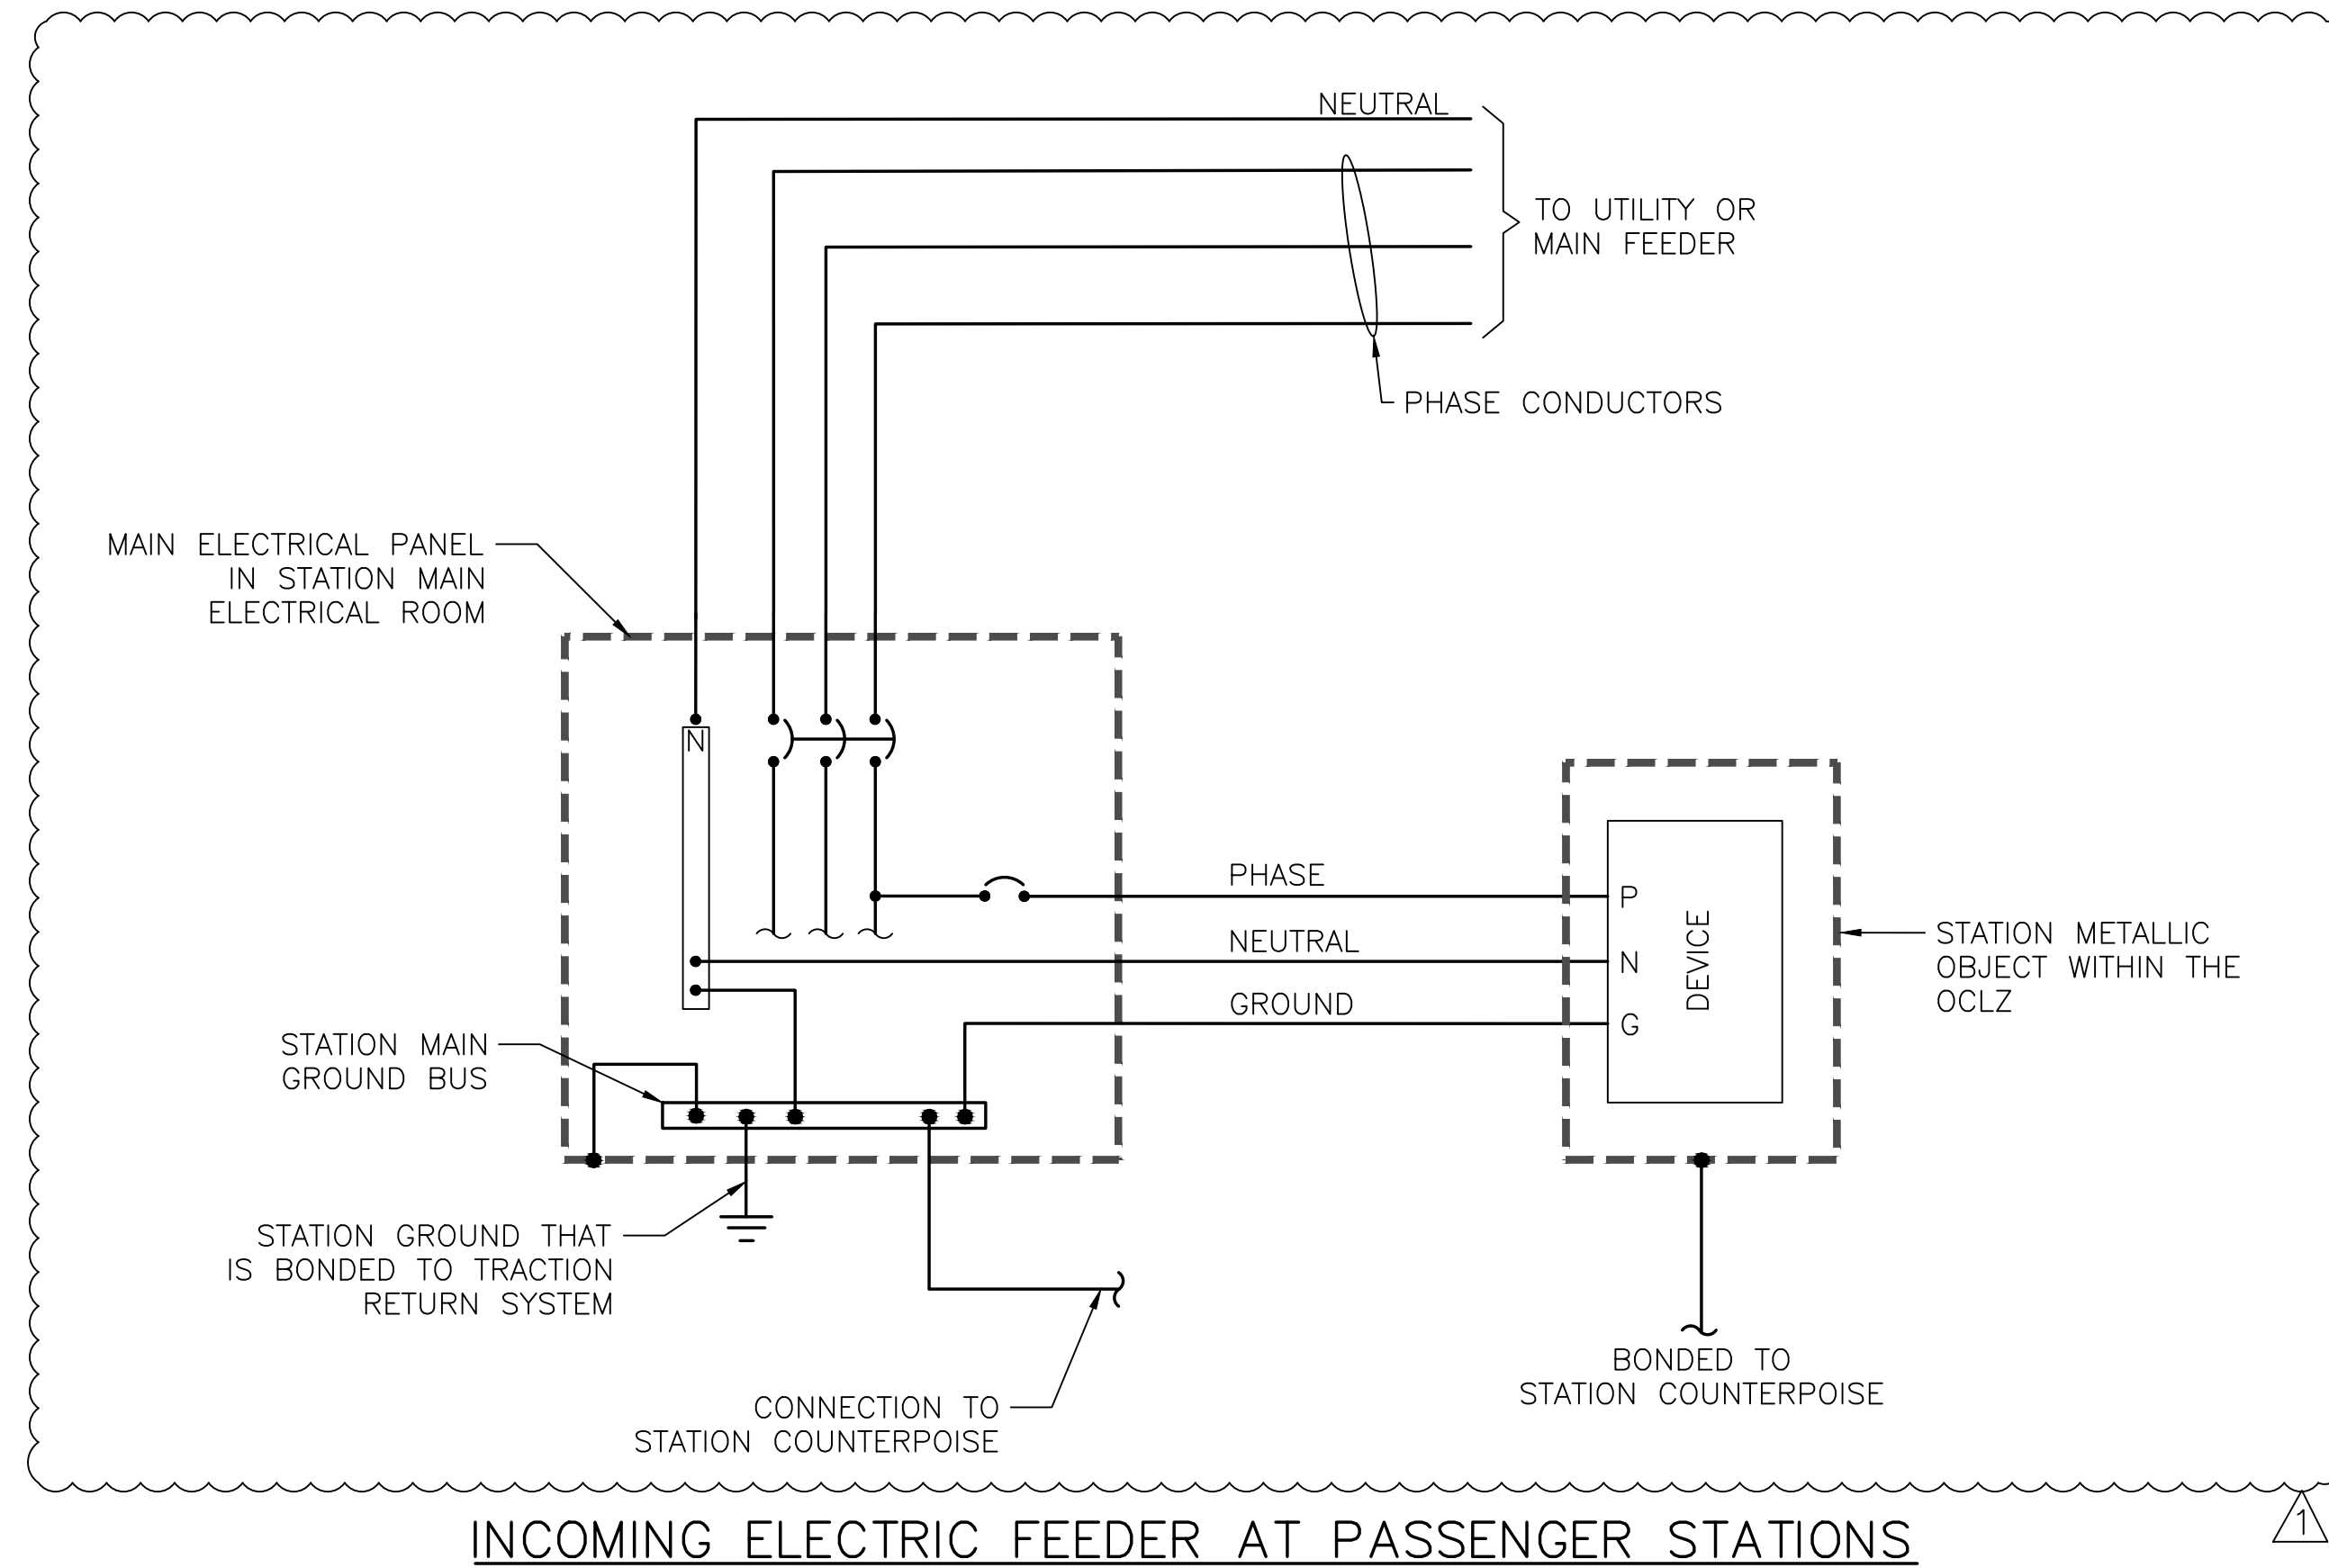 NEUTRAL
TO UTILITY OR
MAIN FEEDER
PHASE CONDUCTORS
MAIN ELECTRICAL PANEL
IN STATION MAIN
ELECTRICAL ROOM
N
PHASE
NEUTRAL
GROUND
P
N
G
DEVICE
STATION METALLIC
OBJECT WITHIN THE
OCLZ
STATION MAIN
GROUND BUS
STATION GROUND THAT
IS BONDED TO TRACTION
RETURN SYSTEM
CONNECTION TO
STATION COUNTERPOISE
BONDED TO
STATION COUNTERPOISE
INCOMING ELECTRIC FEEDER AT PASSENGER STATIONS
1